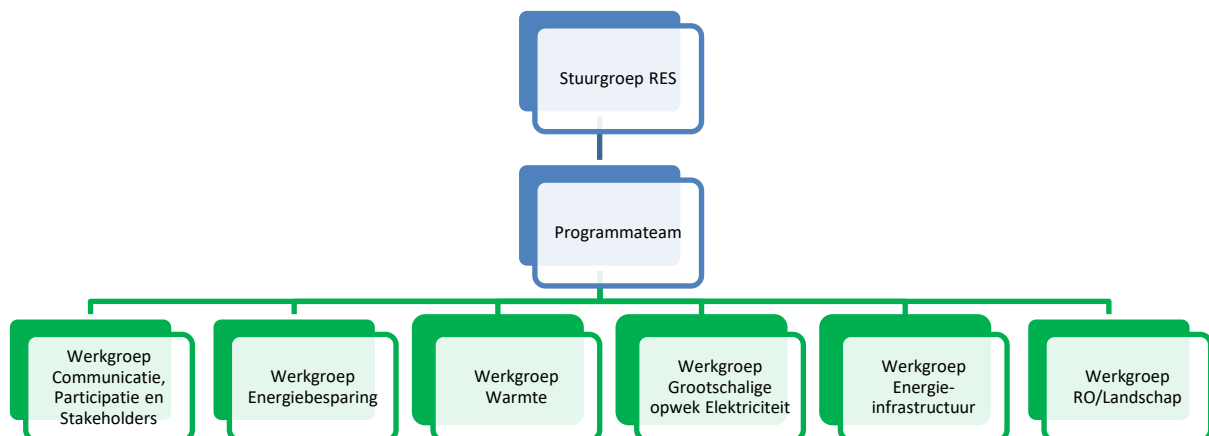 Stuurgroep RES
Programmateam
Werkgroep
Communicatie,
Participatie en
Stakeholders
Werkgroep
Energiebesparing
Werkgroep
Warmte
Werkgroep
Grootschalige
opwek Elektriciteit
Werkgroep
Energie-
infrastructuur
Werkgroep
RO/Landschap